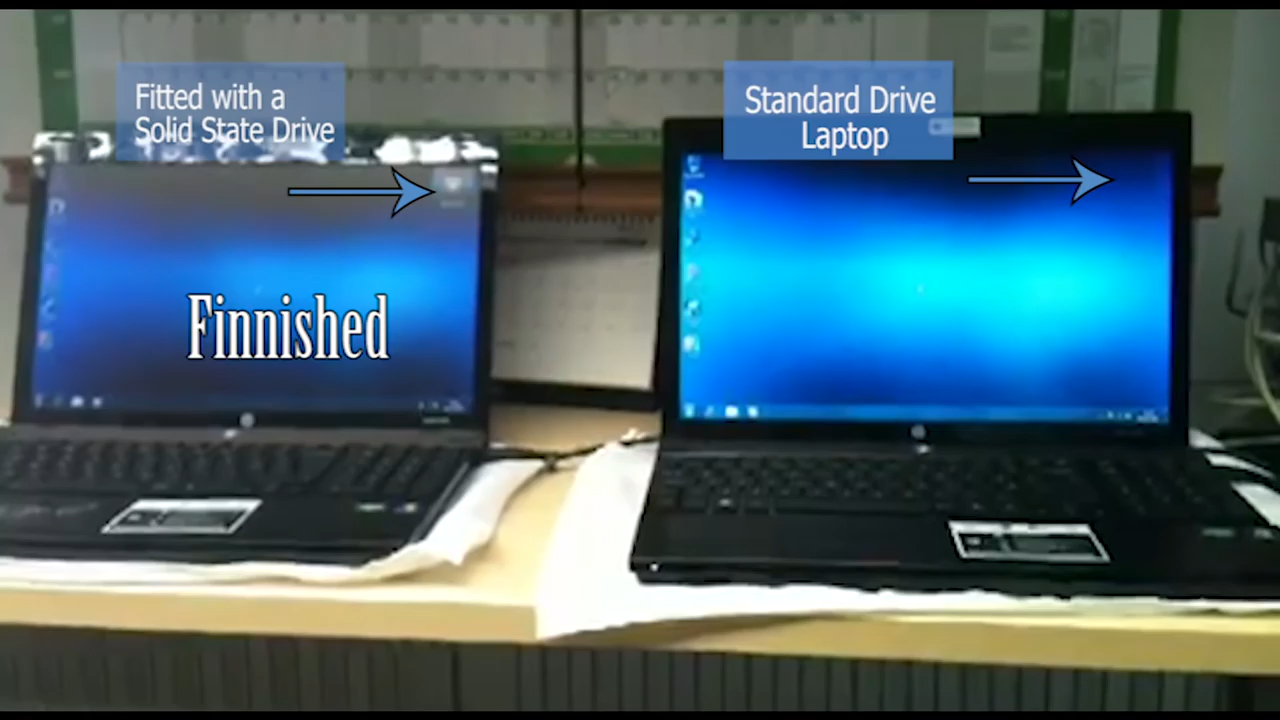 Fitted with a
Solid State Drive
Standard Drive
Laptop
Finnished